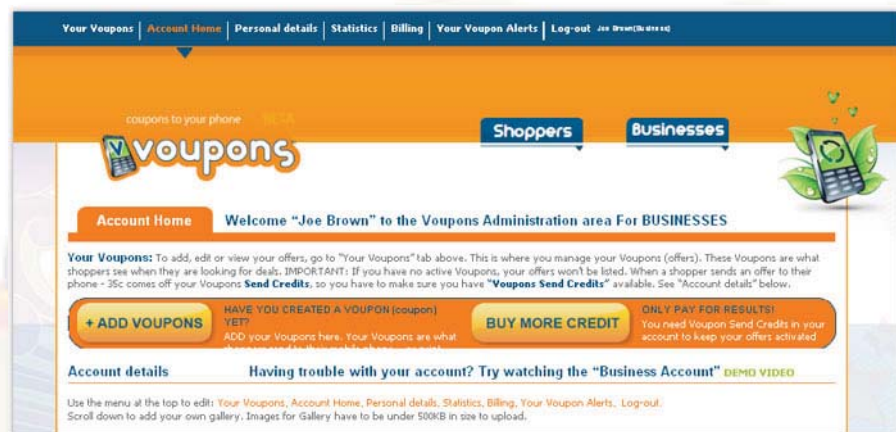 Your Voupons | Account Home | Personal details | Statistics | Billing | Your Voupon Alerts | Log-out Joe Brown(Business)
coupons to your phone BETA
voupons
Shoppers
Businesses
Account Home
Welcome “Joe Brown” to the Voupons Administration area For BUSINESSES
Your Voupons: To add, edit or view your offers, go to "Your Voupons" tab above. This is where you manage your Voupons (offers). These Voupons are what
shoppers see when they are looking for deals. IMPORTANT: If you have no active Voupons, your offers won't be listed. When a shopper sends an offer to their
phone - 35c comes off your Voupons Send Credits, so you have to make sure you have "Voupons Send Credits" available. See "Account details" below.
+ ADD VOUPONS
HAVE YOU CREATED A VOUPON (coupon)
YET?
ADD your Voupons here. Your Voupons are what
BUY MORE CREDIT
ONLY PAY FOR RESULTS!
You need Voupon Send Credits in your
account to keep your offers activated
Account details
Having trouble with your account? Try watching the “Business Account” DEMO VIDEO
Use the menu at the top to edit: Your Voupons, Account Home, Personal details, Statistics, Billing, Your Voupon Alerts, Log-out.
Scroll down to add your own gallery. Images for Gallery have to be under 500KB in size to upload.